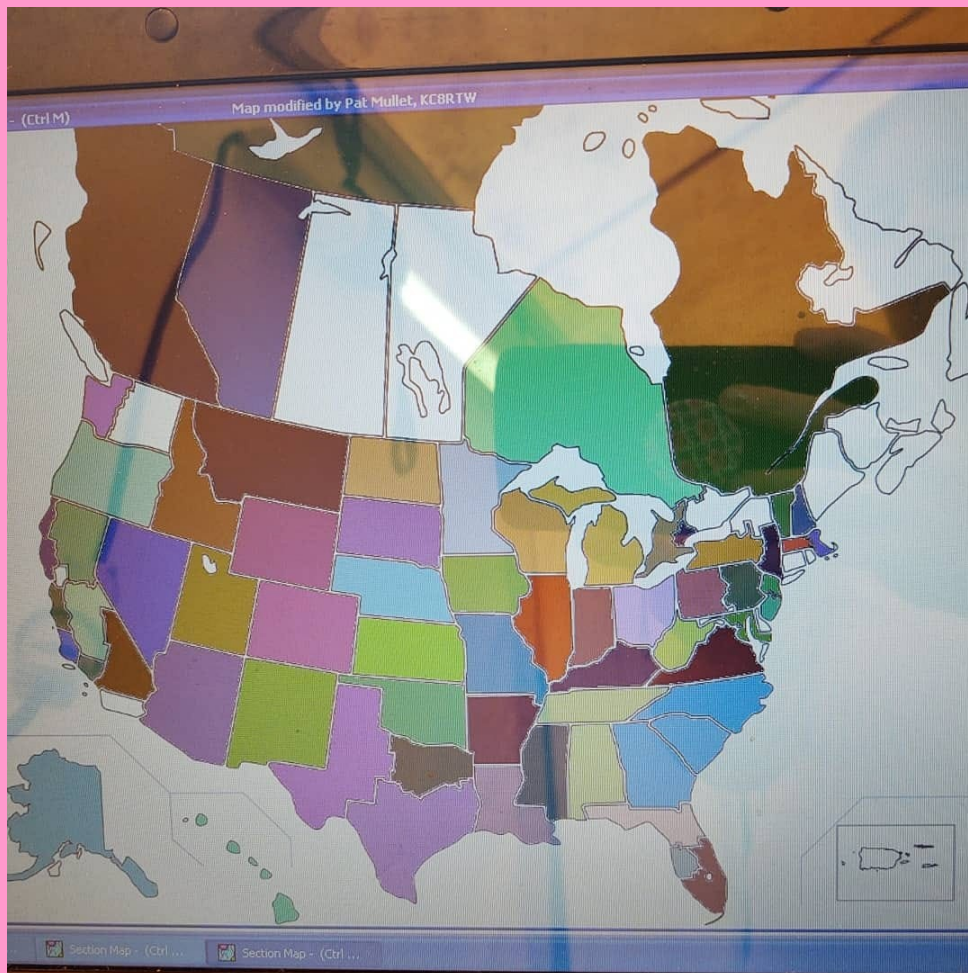 - (Ctrl M)
Map modified by Pat Mullet, KC8RTW
Section Map - (Ctrl ...
Section Map - (Ctrl ...